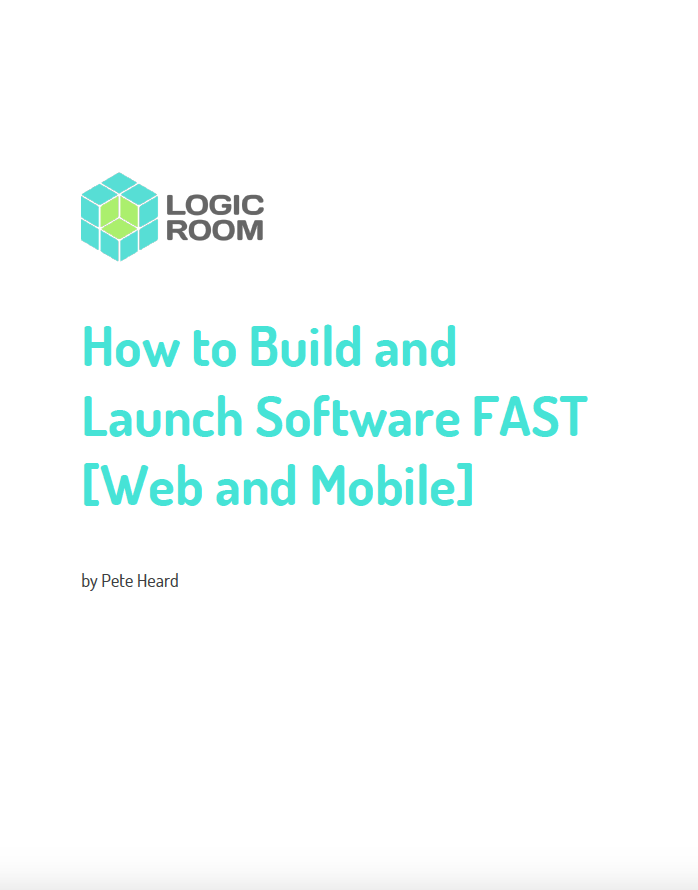 LOGIC
ROOM
How to Build and
Launch Software FAST
[Web and Mobile]
by Pete Heard